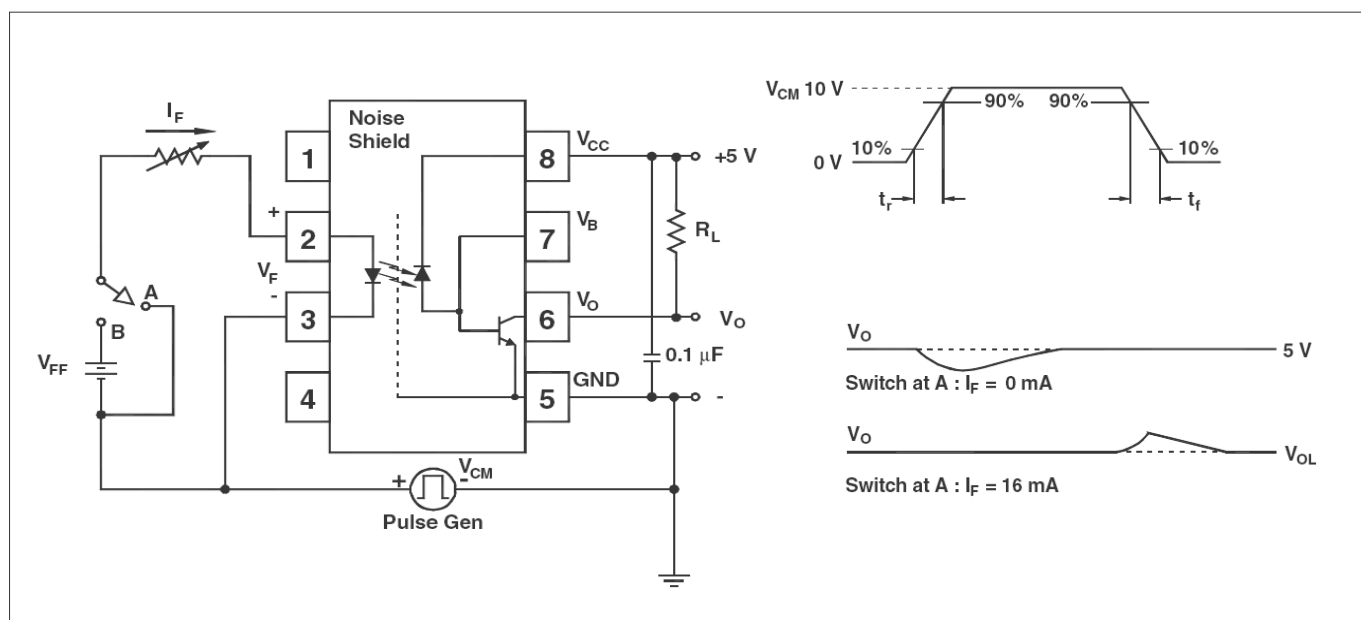 I_F
+
V_F
-
A
B
V_FF
Noise
Shield
1
2
3
4
8
7
6
5
V_CC
V_B
V_O
GND
+5 V
R_L
V_O
0.1 μF
-
+
-
V_CM
Pulse Gen
V_CM 10 V
90% 90%
10% 10%
0 V
t_r t_f
V_O
5 V
Switch at A : I_F = 0 mA
V_O
V_OL
Switch at A : I_F = 16 mA